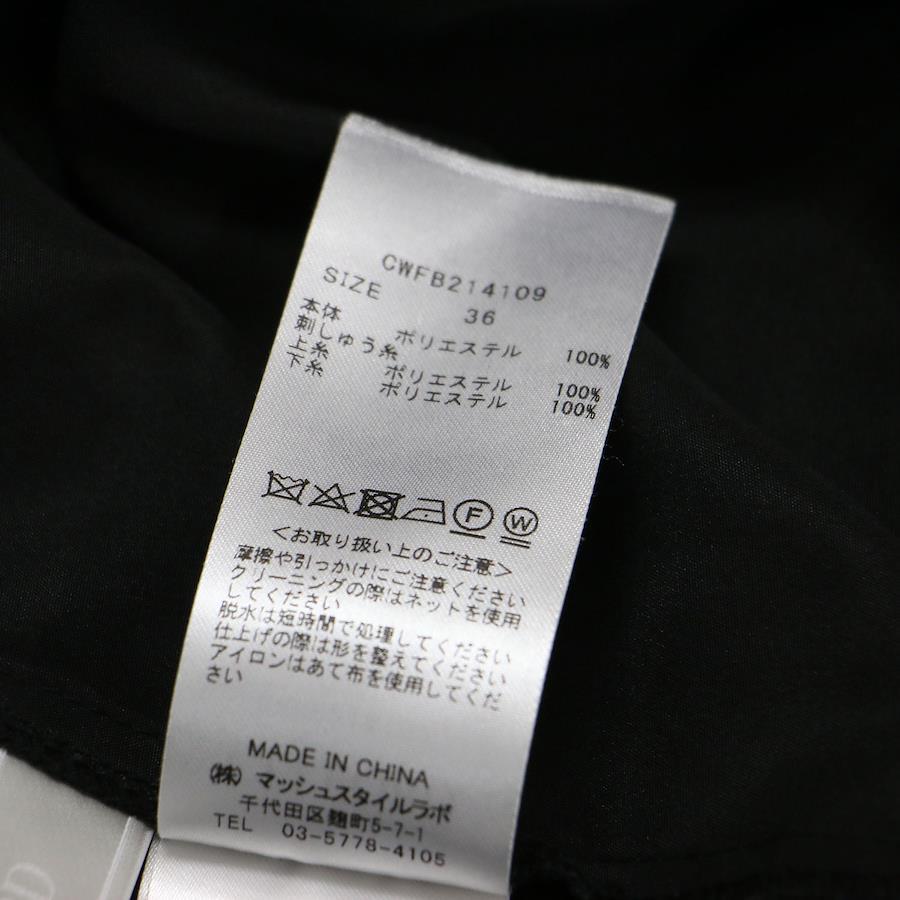 CWFB214109
SIZE 36
本体 ポリエステル 100%
刺しゅう糸
上糸 ポリエステル 100%
下糸 ポリエステル 100%
F W
<お取り扱い上のご注意>
摩擦や引っかけにご注意ください
クリーニングの際はネットを使用
してください
脱水は短時間で処理してください
仕上げの際は形を整えてください
アイロンはあて布を使用してくだ
さい
MADE IN CHINA
(株) マッシュスタイルラボ
千代田区麹町5-7-1
TEL 03-5778-4105
D